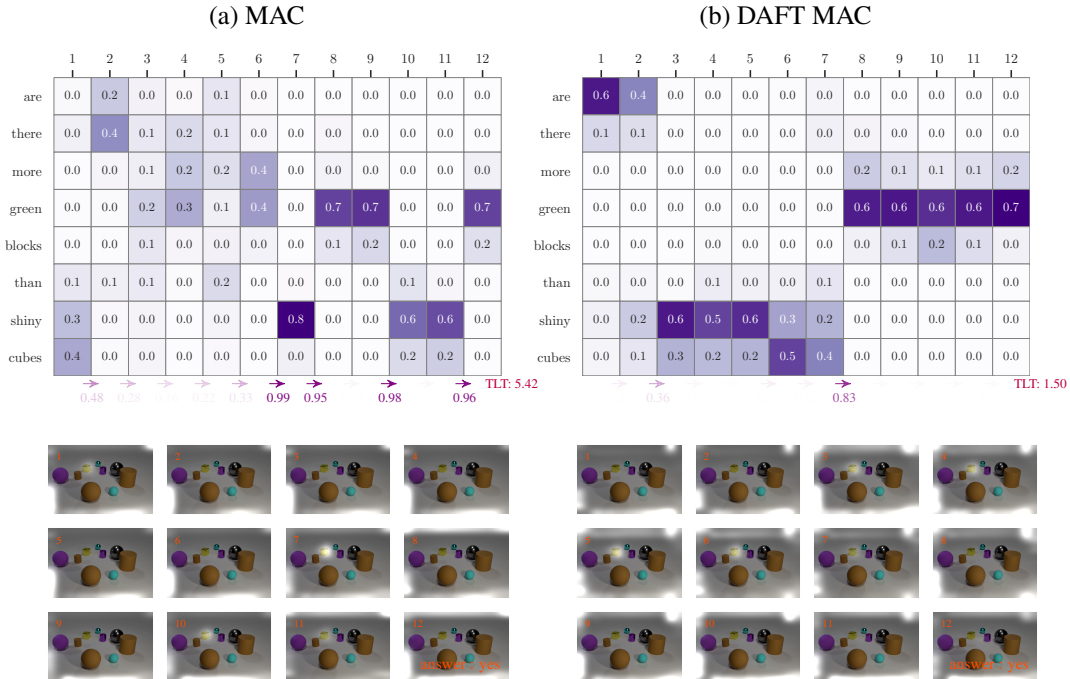 (a) MAC
(b) DAFT MAC
1 2 3 4 5 6 7 8 9 10 11 12
are 0.0 0.2 0.0 0.0 0.1 0.0 0.0 0.0 0.0 0.0 0.0 0.0
there 0.0 0.4 0.1 0.2 0.1 0.0 0.0 0.0 0.0 0.0 0.0 0.0
more 0.0 0.0 0.1 0.2 0.2 0.4 0.0 0.0 0.0 0.0 0.0 0.0
green 0.0 0.0 0.2 0.3 0.1 0.4 0.0 0.7 0.7 0.0 0.0 0.7
blocks 0.0 0.0 0.1 0.0 0.0 0.0 0.0 0.1 0.2 0.0 0.0 0.2
than 0.1 0.1 0.1 0.0 0.2 0.0 0.0 0.0 0.0 0.1 0.0 0.0
shiny 0.3 0.0 0.0 0.0 0.0 0.0 0.8 0.0 0.0 0.6 0.6 0.0
cubes 0.4 0.0 0.0 0.0 0.0 0.0 0.0 0.0 0.0 0.2 0.2 0.0
0.48 0.28 0.22 0.33 0.99 0.95 0.98 0.96
TLT: 5.42
1 2 3 4 5 6 7 8 9 10 11 12
are 0.6 0.4 0.0 0.0 0.0 0.0 0.0 0.0 0.0 0.0 0.0 0.0
there 0.1 0.1 0.0 0.0 0.0 0.0 0.0 0.0 0.0 0.0 0.0 0.0
more 0.0 0.0 0.0 0.0 0.0 0.0 0.0 0.2 0.1 0.1 0.1 0.2
green 0.0 0.0 0.0 0.0 0.0 0.0 0.0 0.6 0.6 0.6 0.6 0.7
blocks 0.0 0.0 0.0 0.0 0.0 0.0 0.0 0.0 0.1 0.2 0.1 0.0
than 0.0 0.0 0.0 0.1 0.0 0.0 0.1 0.0 0.0 0.0 0.0 0.0
shiny 0.0 0.2 0.6 0.5 0.6 0.3 0.2 0.0 0.0 0.0 0.0 0.0
cubes 0.0 0.1 0.3 0.2 0.2 0.5 0.4 0.0 0.0 0.0 0.0 0.0
0.36 0.83
TLT: 1.50
1 2 3 4
5 6 7 8
9 10 11 12
answer : yes
1 2 3 4
5 6 7 8
9 10 11 12
answer : yes